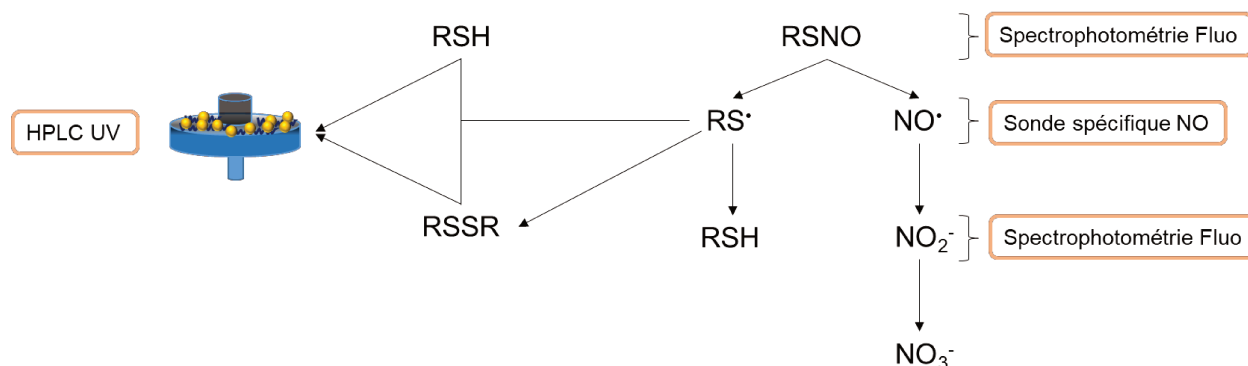 RSH
RSNO
Spectrophotométrie Fluo
HPLC UV
RS•
NO•
Sonde spécifique NO
RSSR
RSH
NO₂⁻
Spectrophotométrie Fluo
NO₃⁻